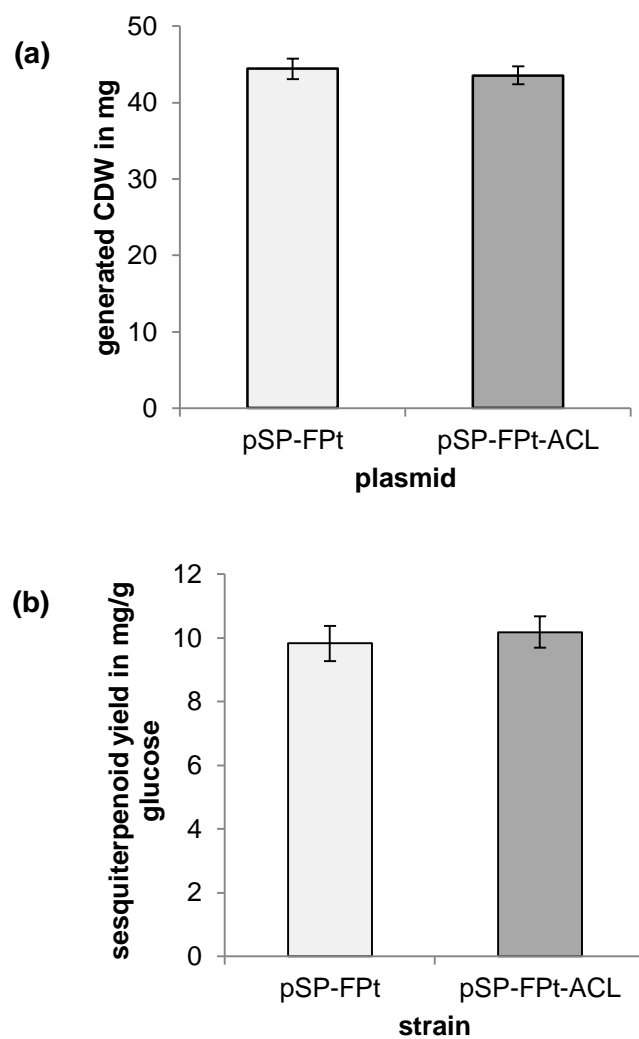 (a)
generated CDW in mg
50
40
30
20
10
0
pSP-FPt
pSP-FPt-ACL
plasmid
(b)
sesquiterpenoid yield in mg/g
glucose
12
10
8
6
4
2
0
pSP-FPt
pSP-FPt-ACL
strain